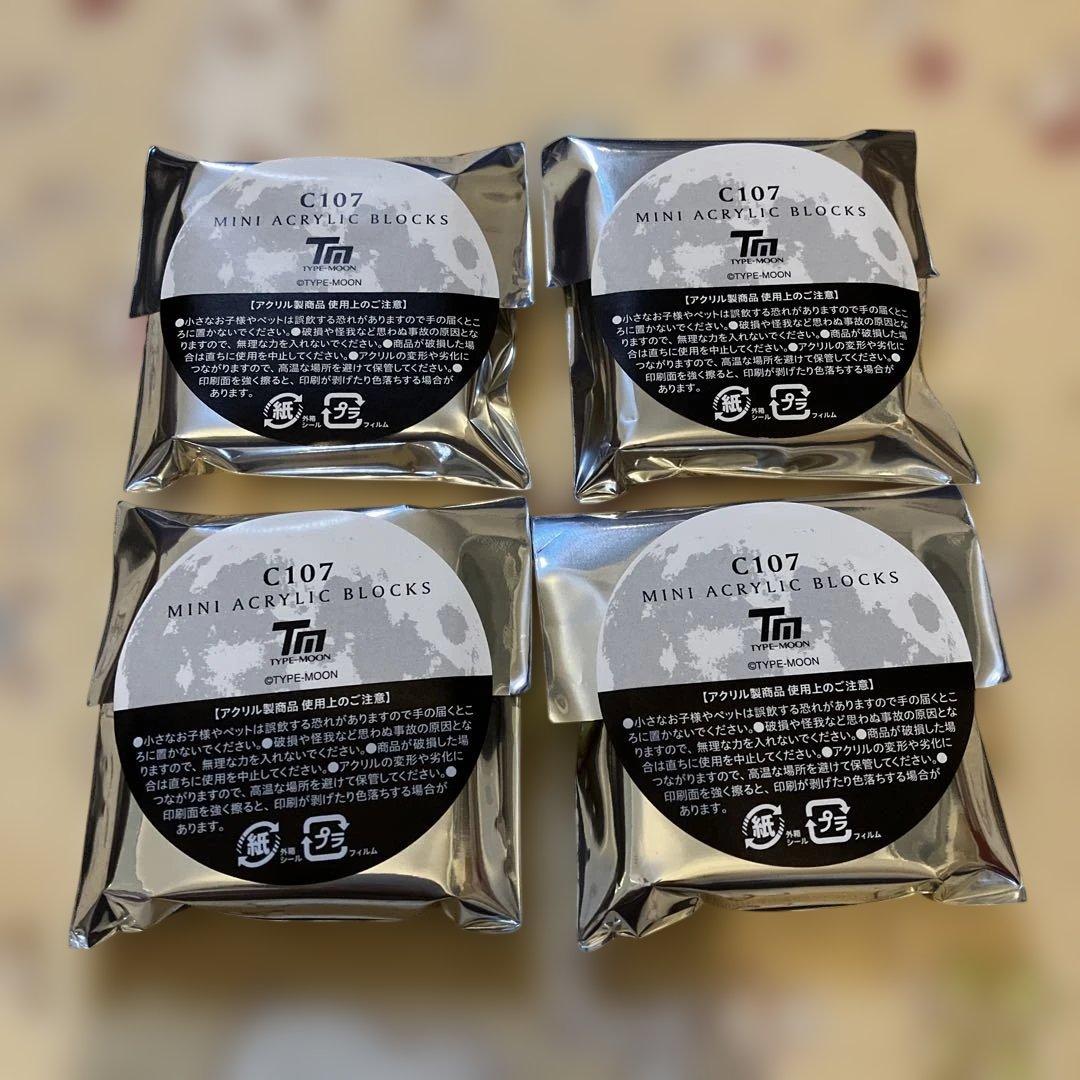 C107
MINI ACRYLIC BLOCKS
TM
TYPE-MOON
©TYPE-MOON
【アクリル製商品 使用上のご注意】
●小さなお子様やペットは誤飲する恐れがありますので手の届くとこ
ろに置かないでください。●破損や怪我など思わぬ事故の原因とな
りますので、無理な力を入れないでください。●商品が破損した場
合は直ちに使用を中止してください。●アクリルの変形や劣化に
つながりますので、高温な場所を避けて保管してください。●
印刷面を強く擦ると、印刷が剥げたり色落ちする場合が
あります。
紙 外箱 シール プラ フィルム
C107
MINI ACRYLIC BLOCKS
TM
TYPE-MOON
©TYPE-MOON
【アクリル製商品 使用上のご注意】
●小さなお子様やペットは誤飲する恐れがありますので手の届くとこ
ろに置かないでください。●破損や怪我など思わぬ事故の原因とな
りますので、無理な力を入れないでください。●商品が破損した場
合は直ちに使用を中止してください。●アクリルの変形や劣化に
つながりますので、高温な場所を避けて保管してください。●
印刷面を強く擦ると、印刷が剥げたり色落ちする場合が
あります。
紙 外箱 シール プラ フィルム
C107
MINI ACRYLIC BLOCKS
TM
TYPE-MOON
©TYPE-MOON
【アクリル製商品 使用上のご注意】
●小さなお子様やペットは誤飲する恐れがありますので手の届くとこ
ろに置かないでください。●破損や怪我など思わぬ事故の原因とな
りますので、無理な力を入れないでください。●商品が破損した場
合は直ちに使用を中止してください。●アクリルの変形や劣化に
つながりますので、高温な場所を避けて保管してください。●
印刷面を強く擦ると、印刷が剥げたり色落ちする場合が
あります。
紙 外箱 シール プラ フィルム
C107
MINI ACRYLIC BLOCKS
TM
TYPE-MOON
©TYPE-MOON
【アクリル製商品 使用上のご注意】
●小さなお子様やペットは誤飲する恐れがありますので手の届くとこ
ろに置かないでください。●破損や怪我など思わぬ事故の原因とな
りますので、無理な力を入れないでください。●商品が破損した場
合は直ちに使用を中止してください。●アクリルの変形や劣化に
つながりますので、高温な場所を避けて保管してください。●
印刷面を強く擦ると、印刷が剥げたり色落ちする場合が
あります。
紙 外箱 シール プラ フィルム